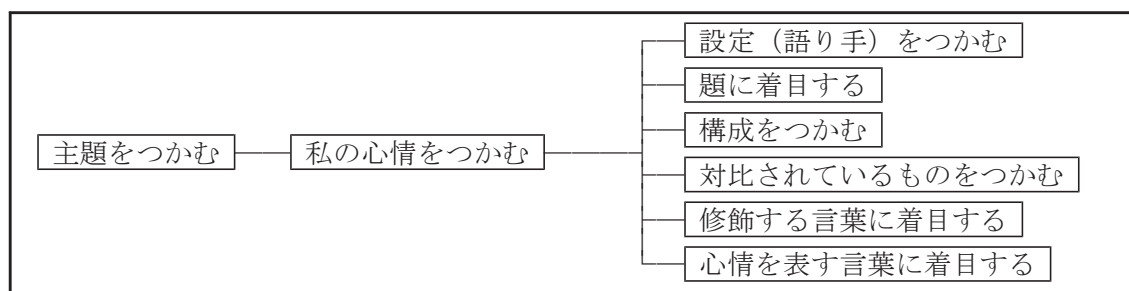 設定（語り手）をつかむ
題に着目する
構成をつかむ
主題をつかむ 私の心情をつかむ
対比されているものをつかむ
修飾する言葉に着目する
心情を表す言葉に着目する